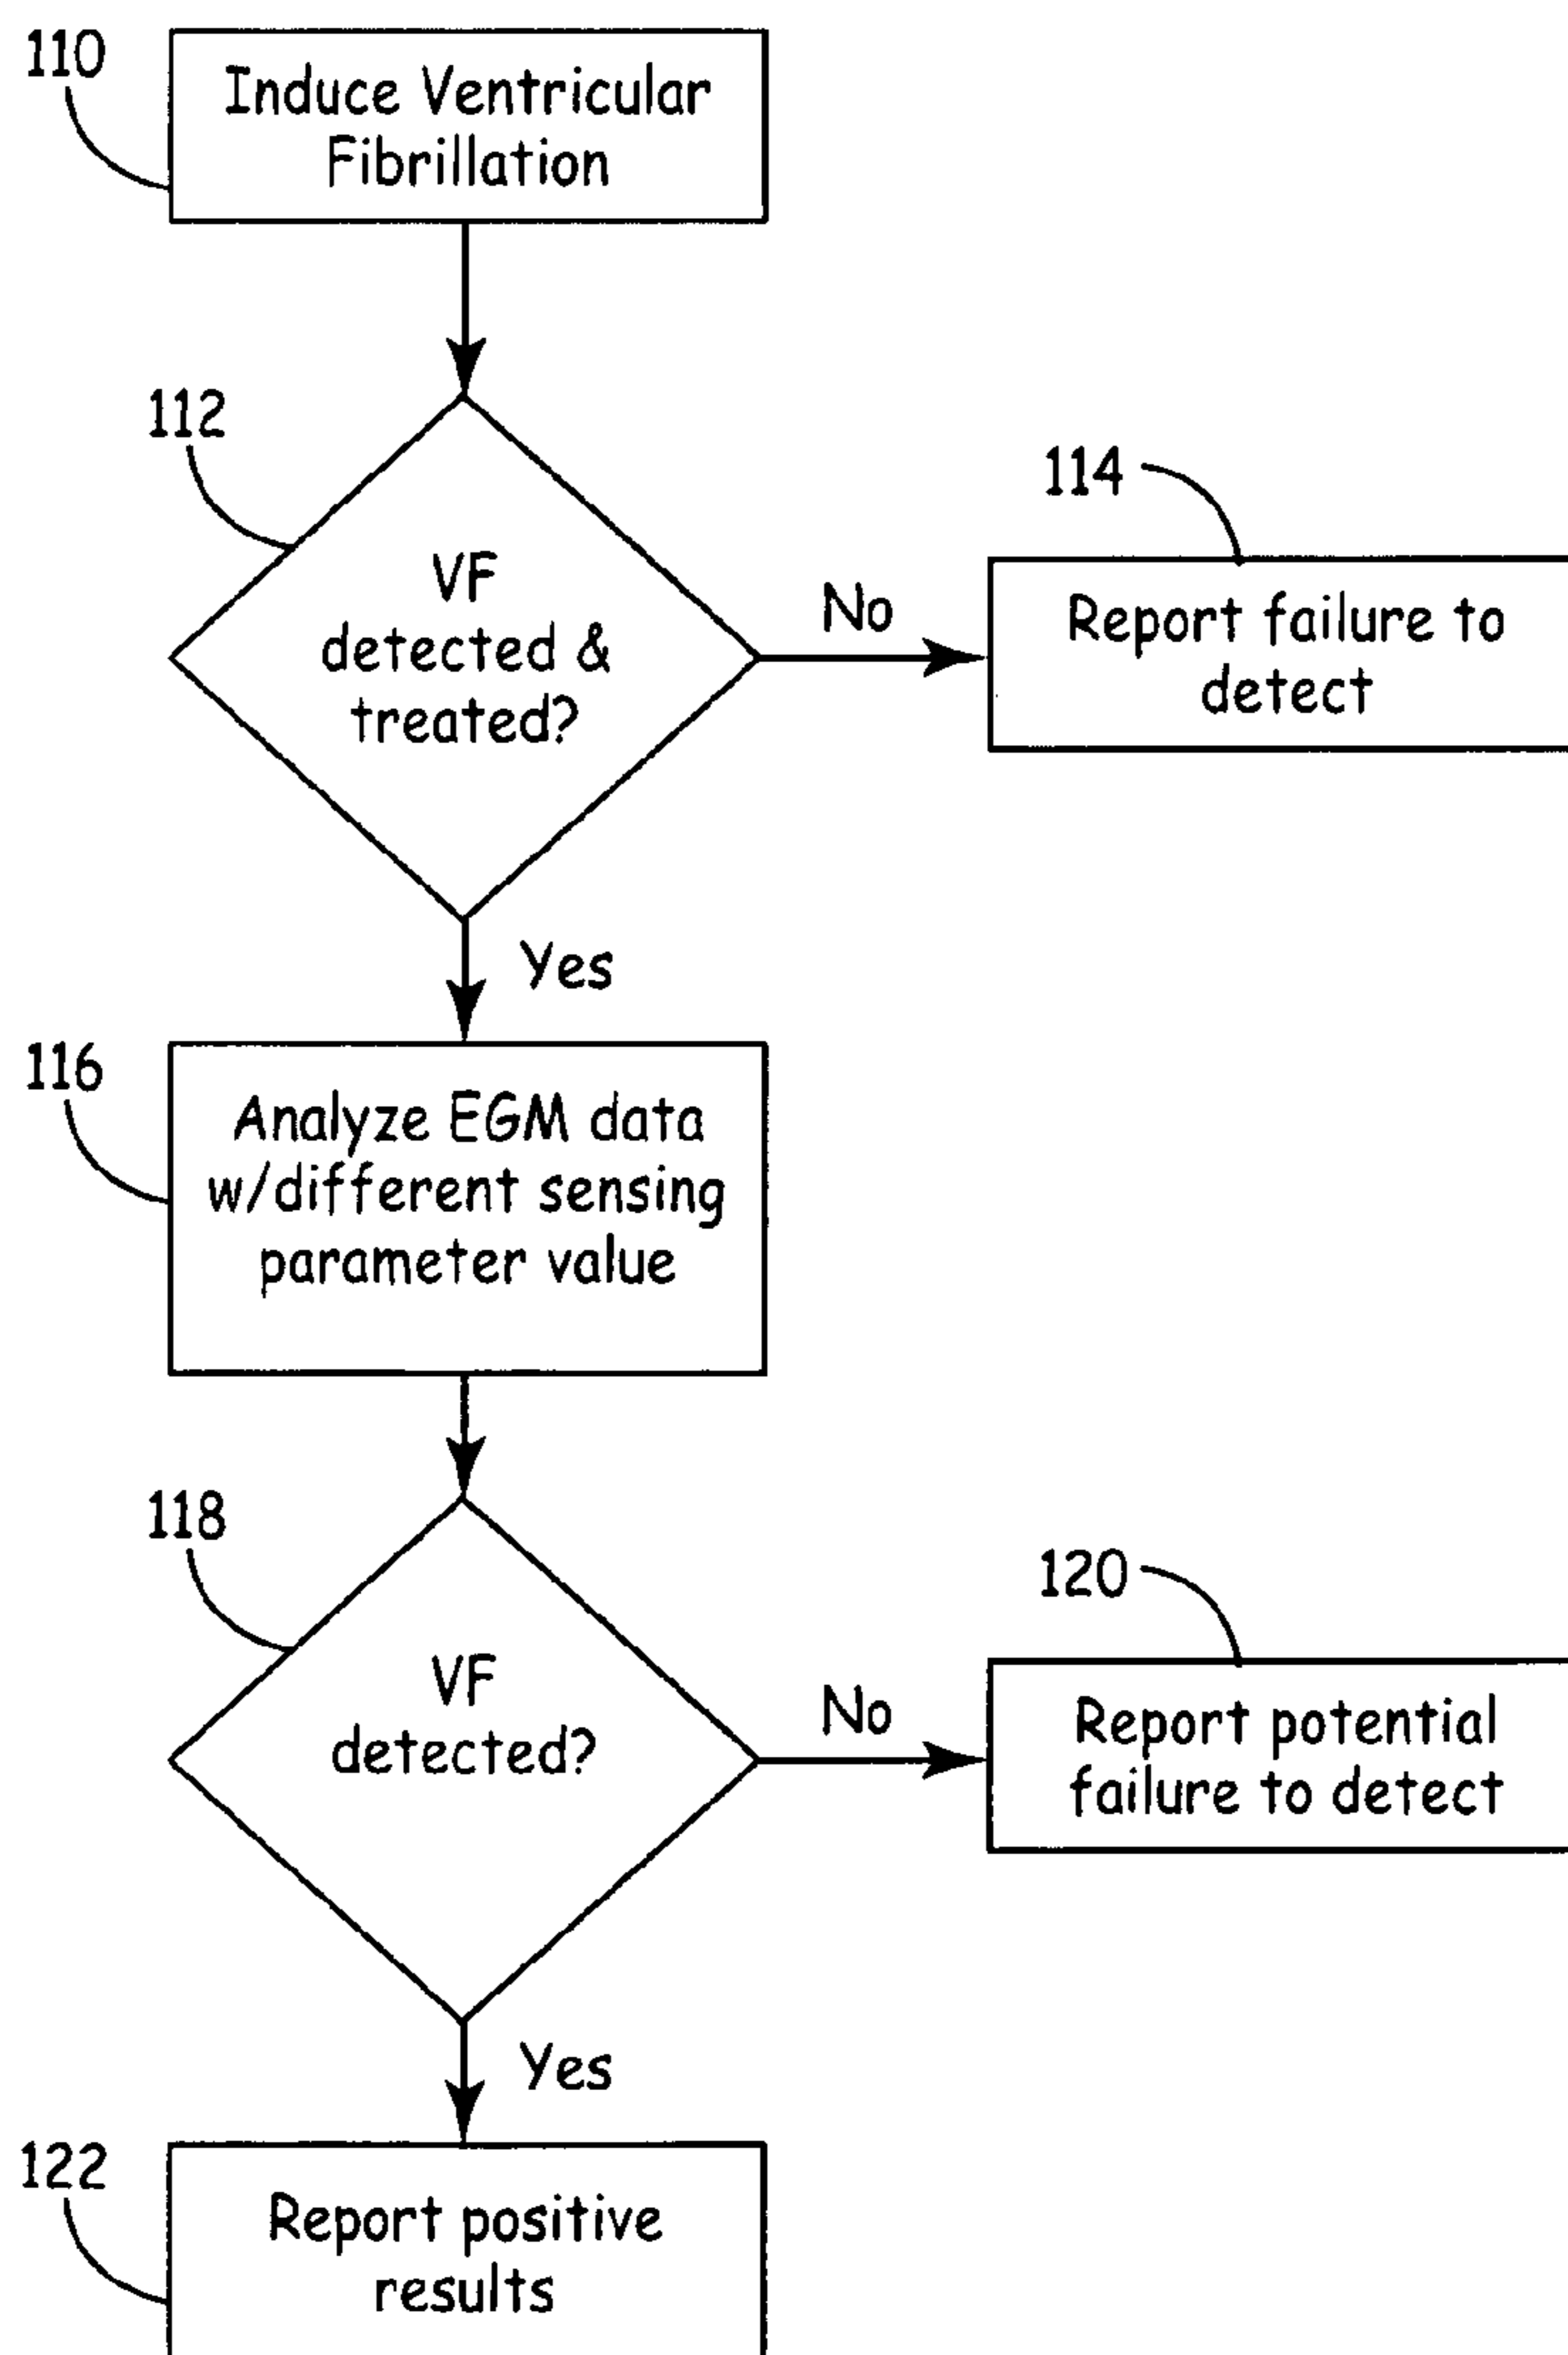 110
Induce Ventricular
Fibrillation
112
VF
detected &
treated?
No
114
Report failure to
detect
Yes
116
Analyze EGM data
w/different sensing
parameter value
118
VF
detected?
No
120
Report potential
failure to detect
Yes
122
Report positive
results